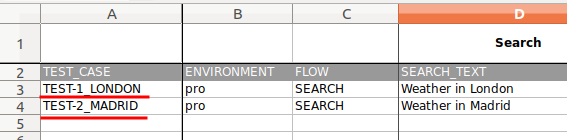 A B C D
1 Search
2 TEST_CASE ENVIRONMENT FLOW SEARCH_TEXT
3 TEST-1_LONDON pro SEARCH Weather in London
4 TEST-2_MADRID pro SEARCH Weather in Madrid
5